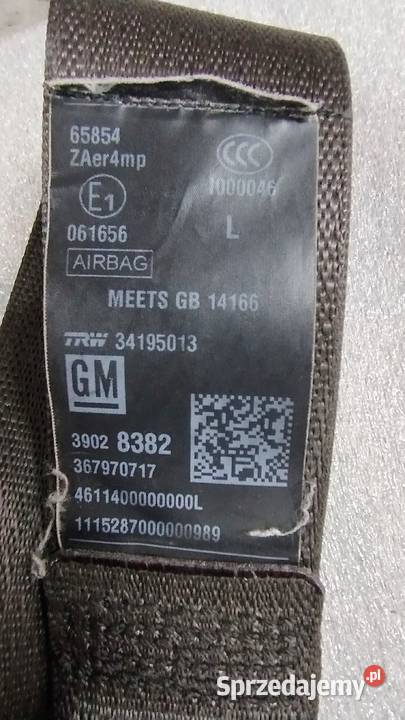 65854
ZAer4mp
CCC
E1
1000046
061656
L
AIRBAG
MEETS GB 14166
TRW 34195013
GM
3902 8382
367970717
4611400000000L
1115287000000989
Sprzedajemy.pl